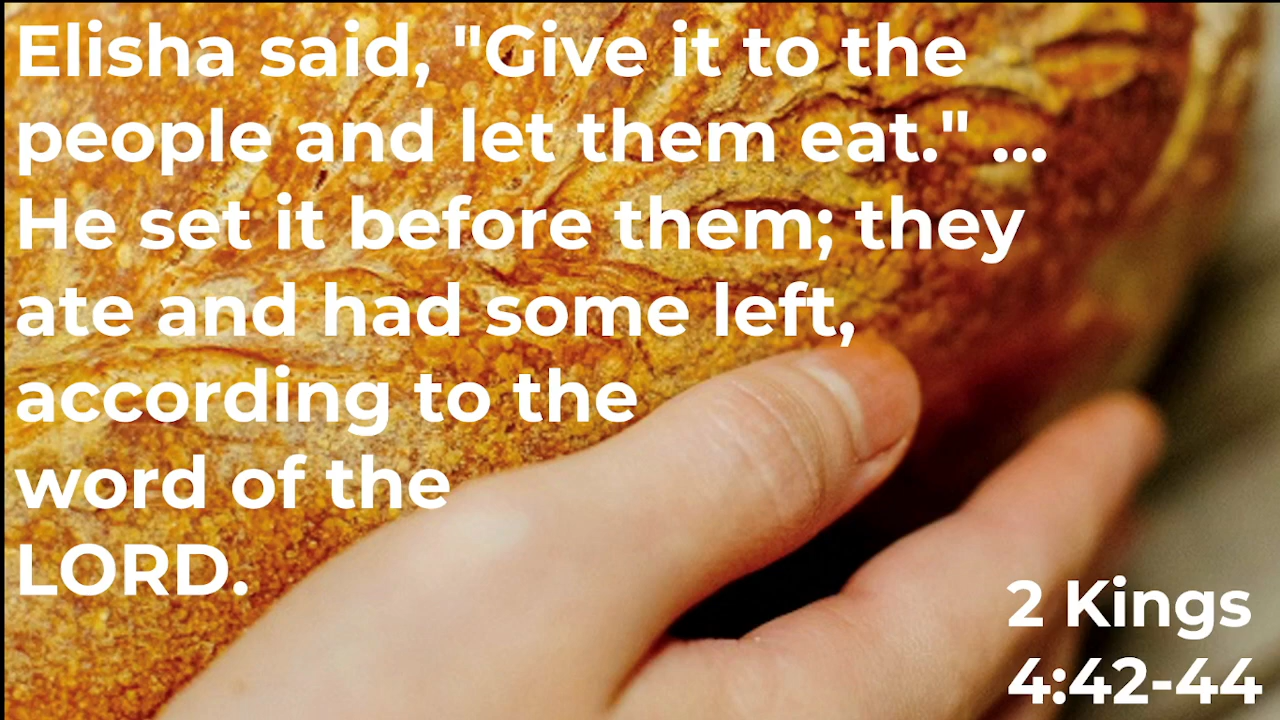 Elisha said, "Give it to the
people and let them eat." ...
He set it before them; they
ate and had some left,
according to the
word of the
LORD.
2 Kings
4:42-44